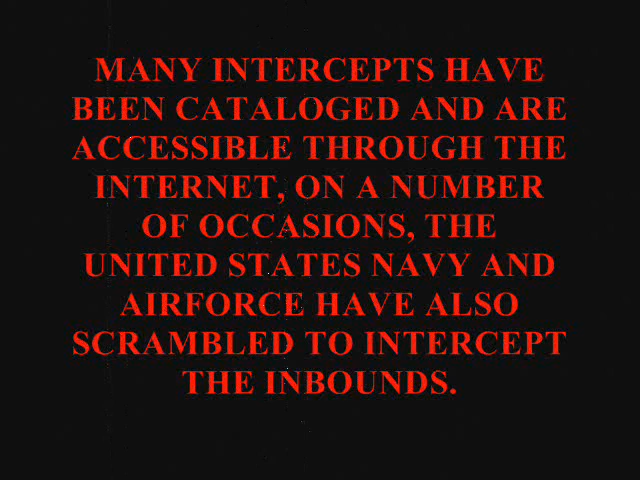 MANY INTERCEPTS HAVE
BEEN CATALOGED AND ARE
ACCESSIBLE THROUGH THE
INTERNET, ON A NUMBER
OF OCCASIONS, THE
UNITED STATES NAVY AND
AIRFORCE HAVE ALSO
SCRAMBLED TO INTERCEPT
THE INBOUNDS.